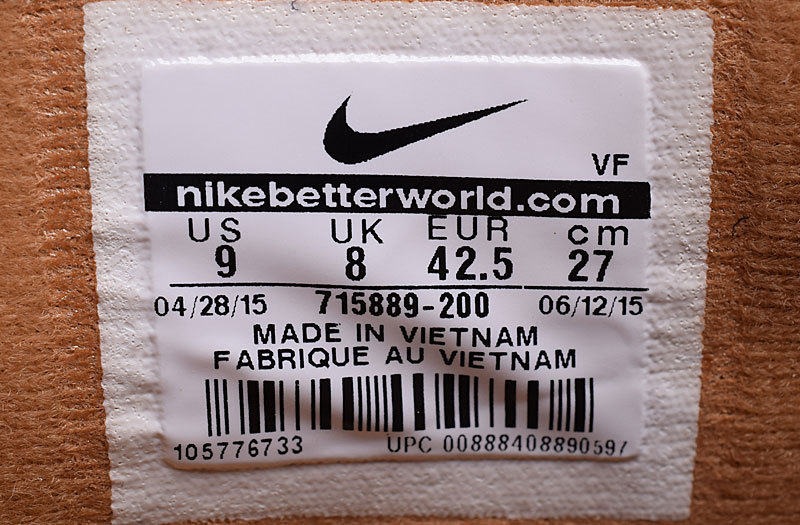 VF
nikebetterworld.com
US UK EUR cm
9 8 42.5 27
04/28/15 715889-200 06/12/15
MADE IN VIETNAM
FABRIQUE AU VIETNAM
105776733 UPC 00888408890597